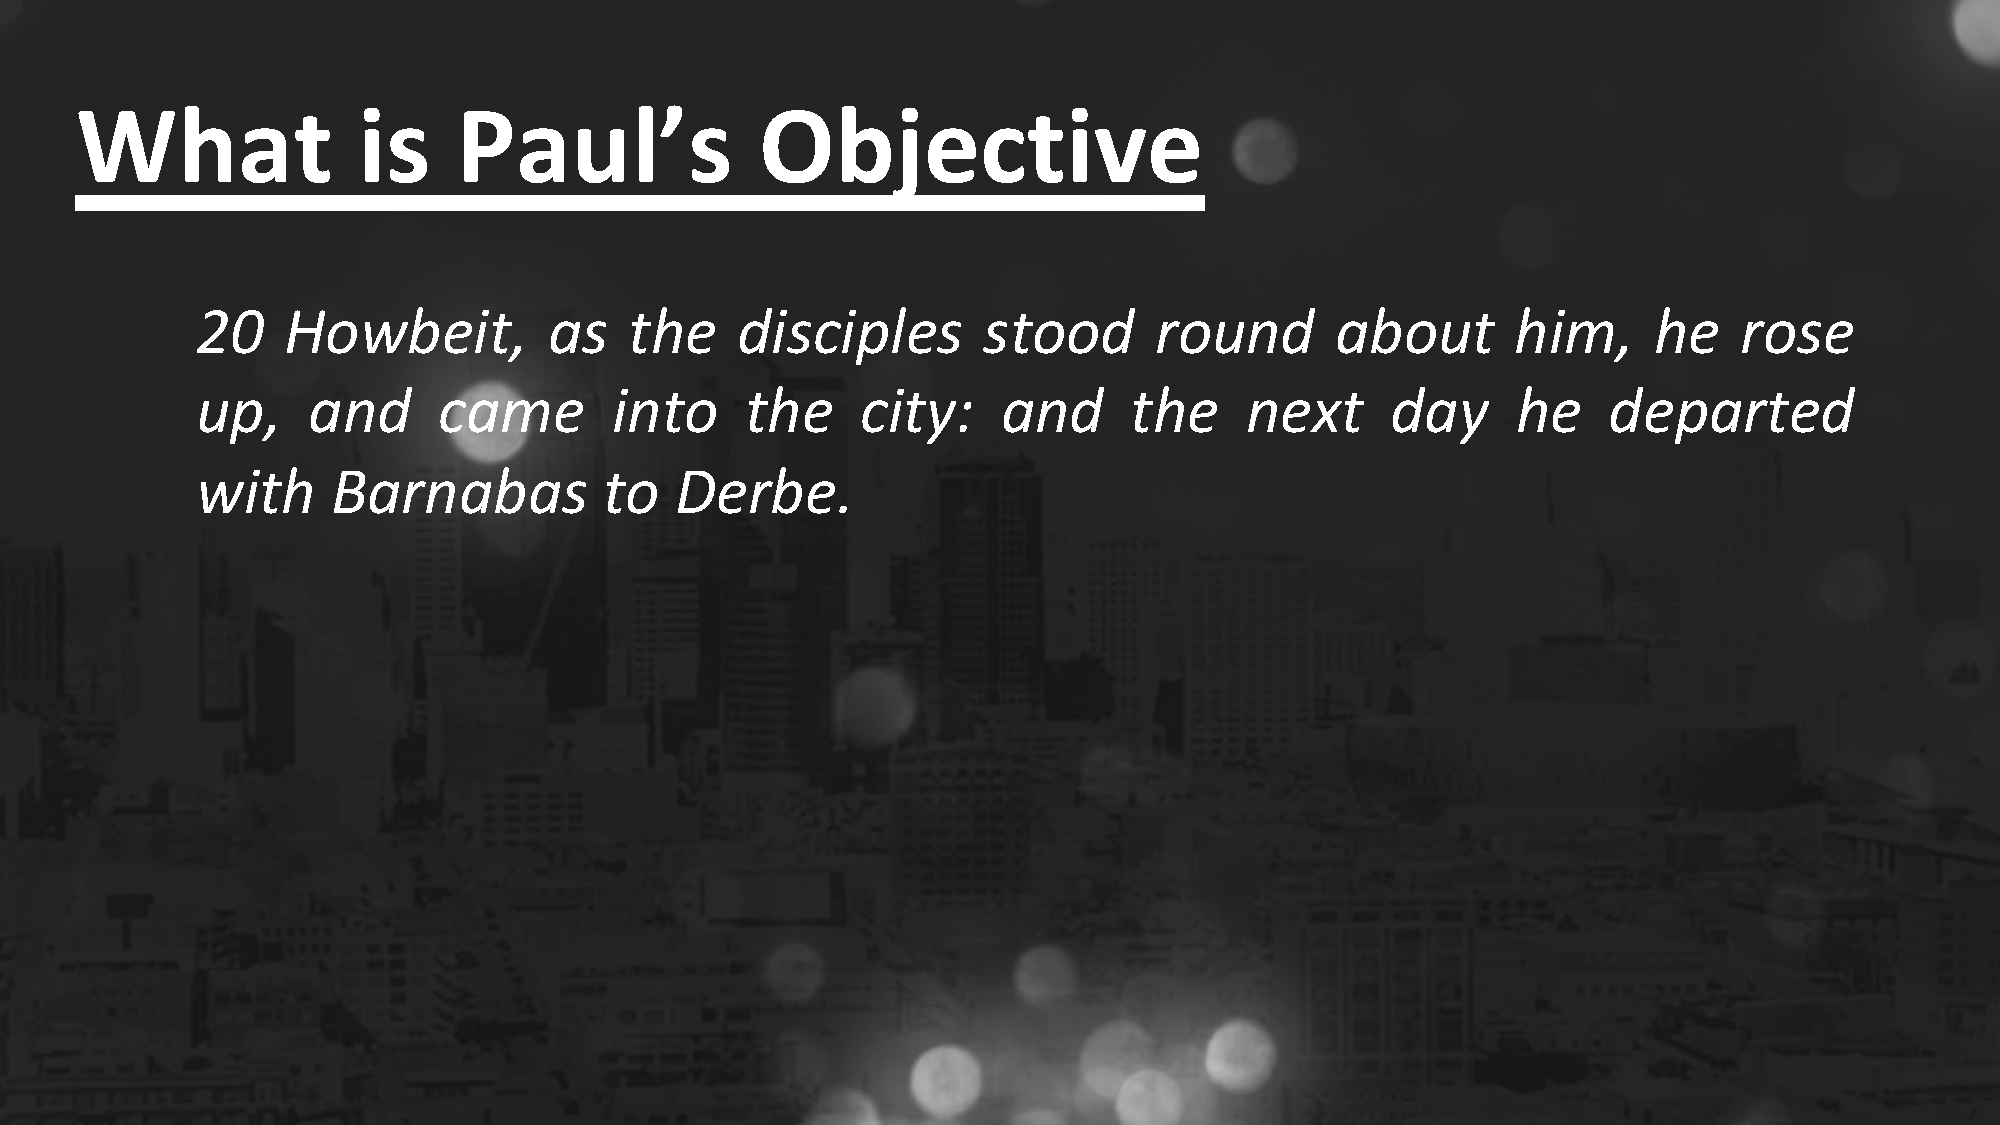 What is Paul’s Objective
20 Howbeit, as the disciples stood round about him, he rose
up, and came into the city: and the next day he departed
with Barnabas to Derbe.